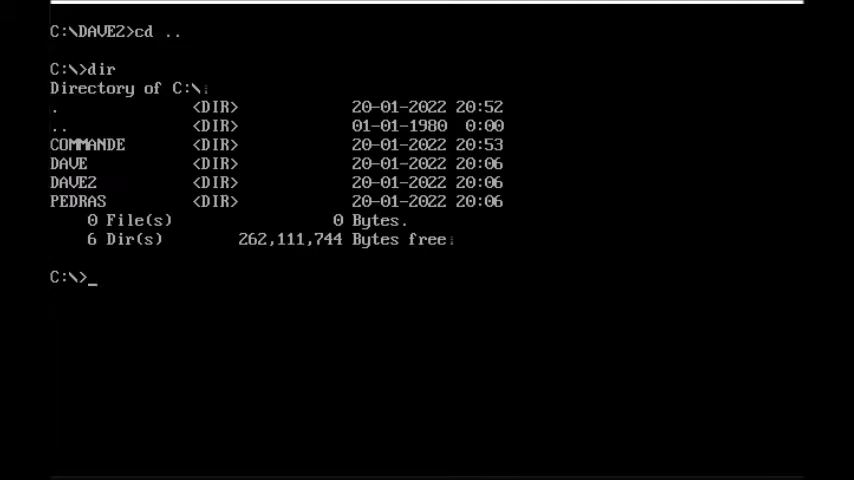 C:\DAVE2>cd ..
C:\>dir
Directory of C:\.
. <DIR> 20-01-2022 20:52
.. <DIR> 01-01-1980 0:00
COMMANDE <DIR> 20-01-2022 20:53
DAVE <DIR> 20-01-2022 20:06
DAVE2 <DIR> 20-01-2022 20:06
PEDRAS <DIR> 20-01-2022 20:06
0 File(s) 0 Bytes.
6 Dir(s) 262,111,744 Bytes free.
C:\>_